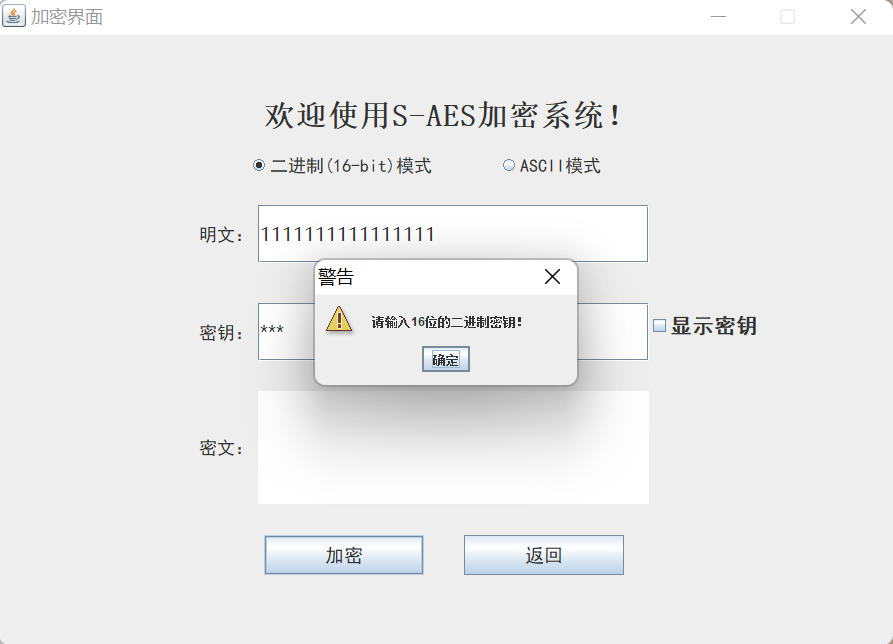 加密界面
欢迎使用S-AES加密系统！
二进制(16-bit)模式 ASCII模式
明文： 1111111111111111
警告
请输入16位的二进制密钥！
密钥： *** 显示密钥
确定
密文：
加密 返回